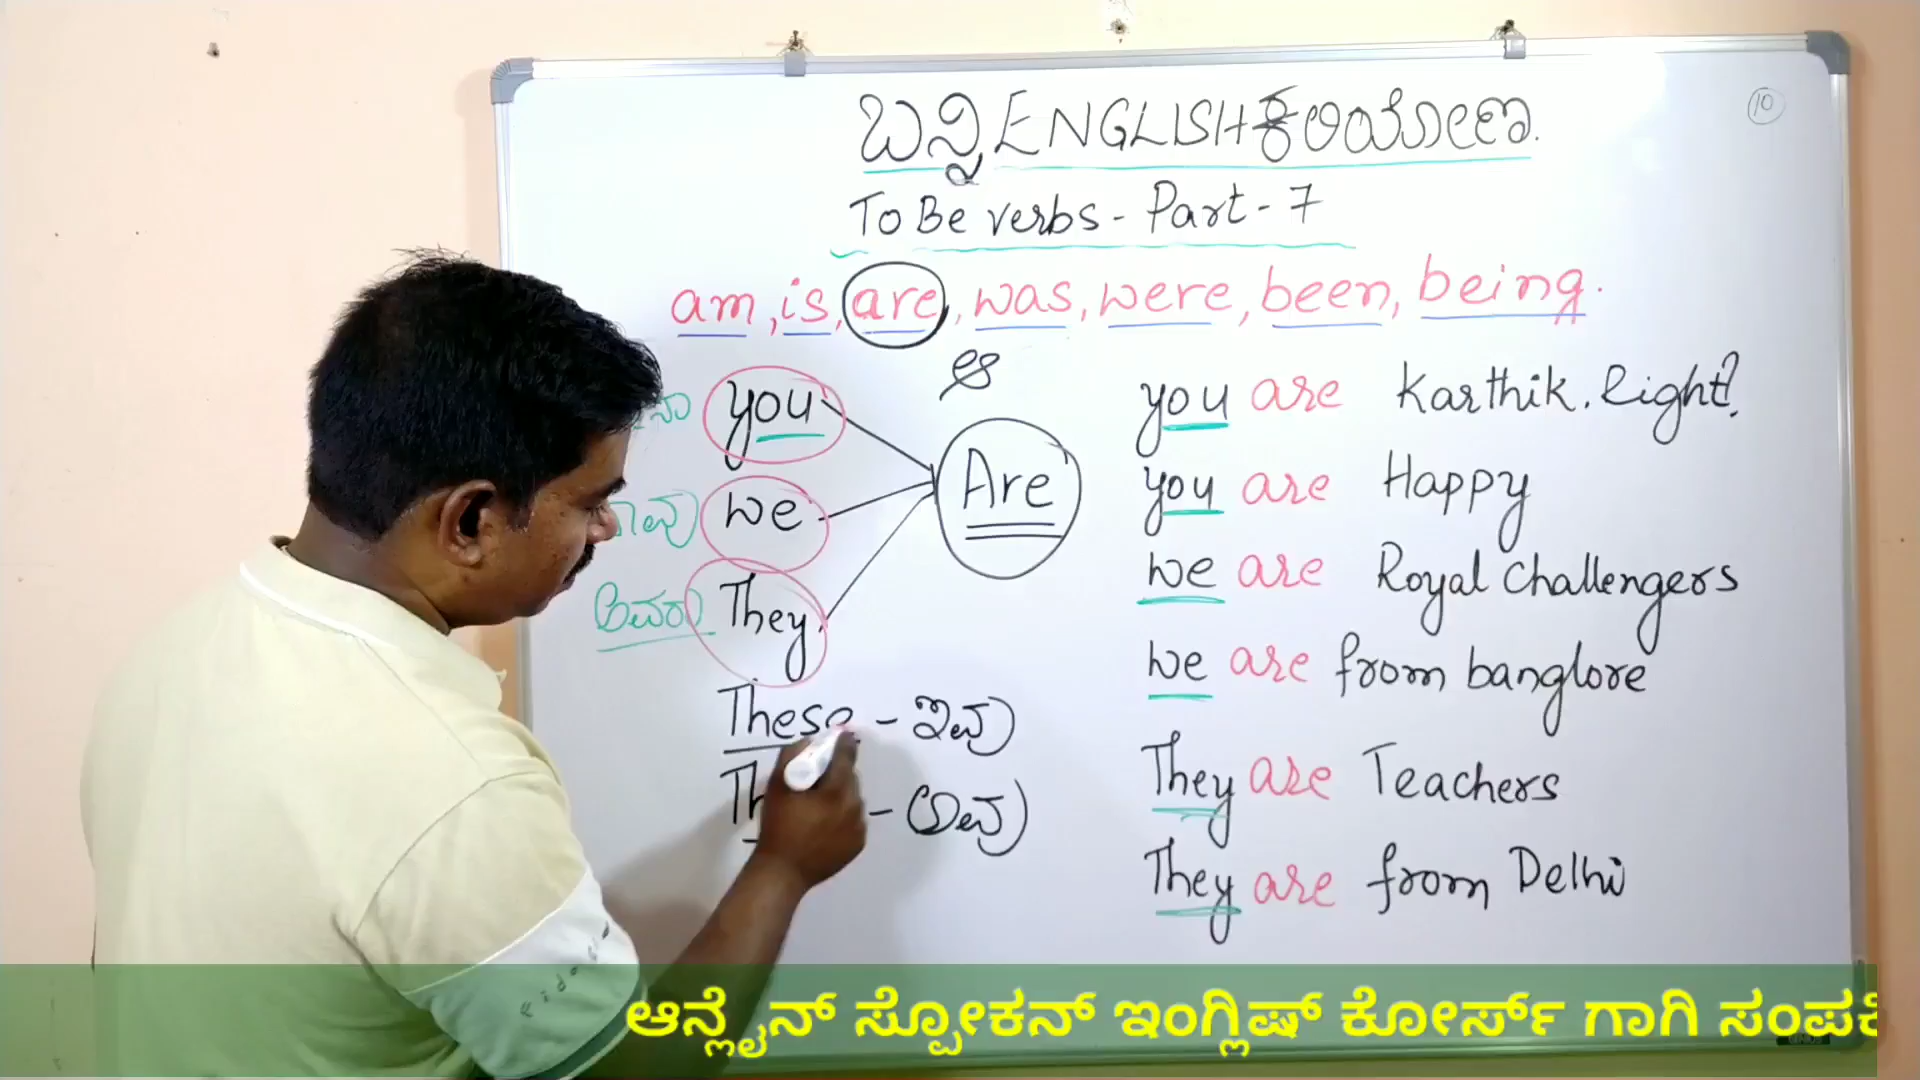 ಬನ್ನಿ ENGLISH ಕಲಿಯೋಣ.
10
To Be verbs - Part - 7
am, is, are, was, were, been, being.
you
ಅವರು
we
They
Are
These - ಇವು
- ಅವು
you are Karthik. Right?
you are Happy
we are Royal Challengers
we are from banglore
They are Teachers
They are from Delhi
ಆನ್ಲೈನ್ ಸ್ಪೋಕನ್ ಇಂಗ್ಲಿಷ್ ಕೋರ್ಸ್ ಗಾಗಿ